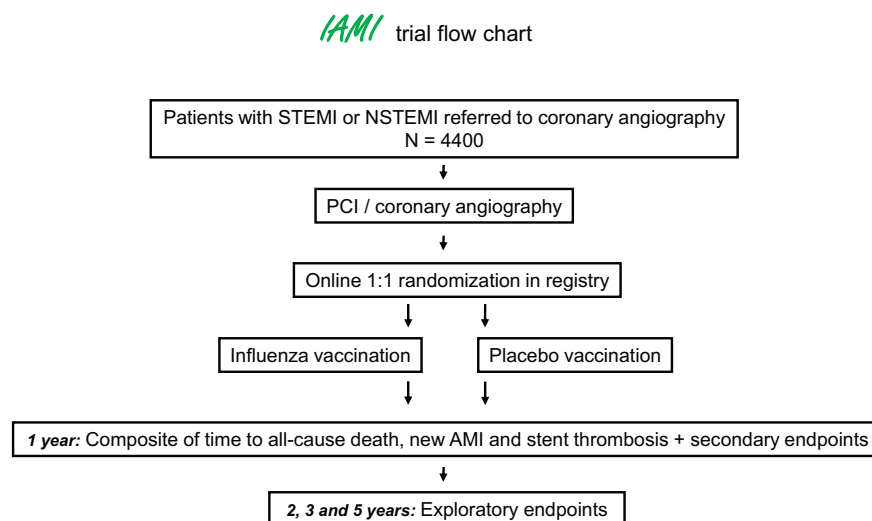 IAMI trial flow chart
Patients with STEMI or NSTEMI referred to coronary angiography
N = 4400
PCI / coronary angiography
Online 1:1 randomization in registry
Influenza vaccination
Placebo vaccination
1 year: Composite of time to all-cause death, new AMI and stent thrombosis + secondary endpoints
2, 3 and 5 years: Exploratory endpoints